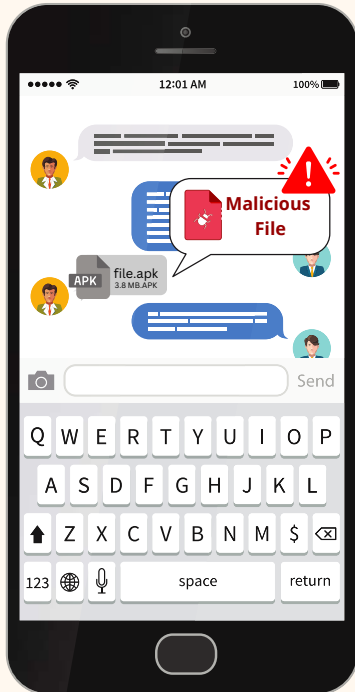 12:01 AM
100%
Malicious
File
APK
file.apk
3.8 MB.APK
Send
Q W E R T Y U I O P
A S D F G H J K L
Z X C V B N M $
123 space return